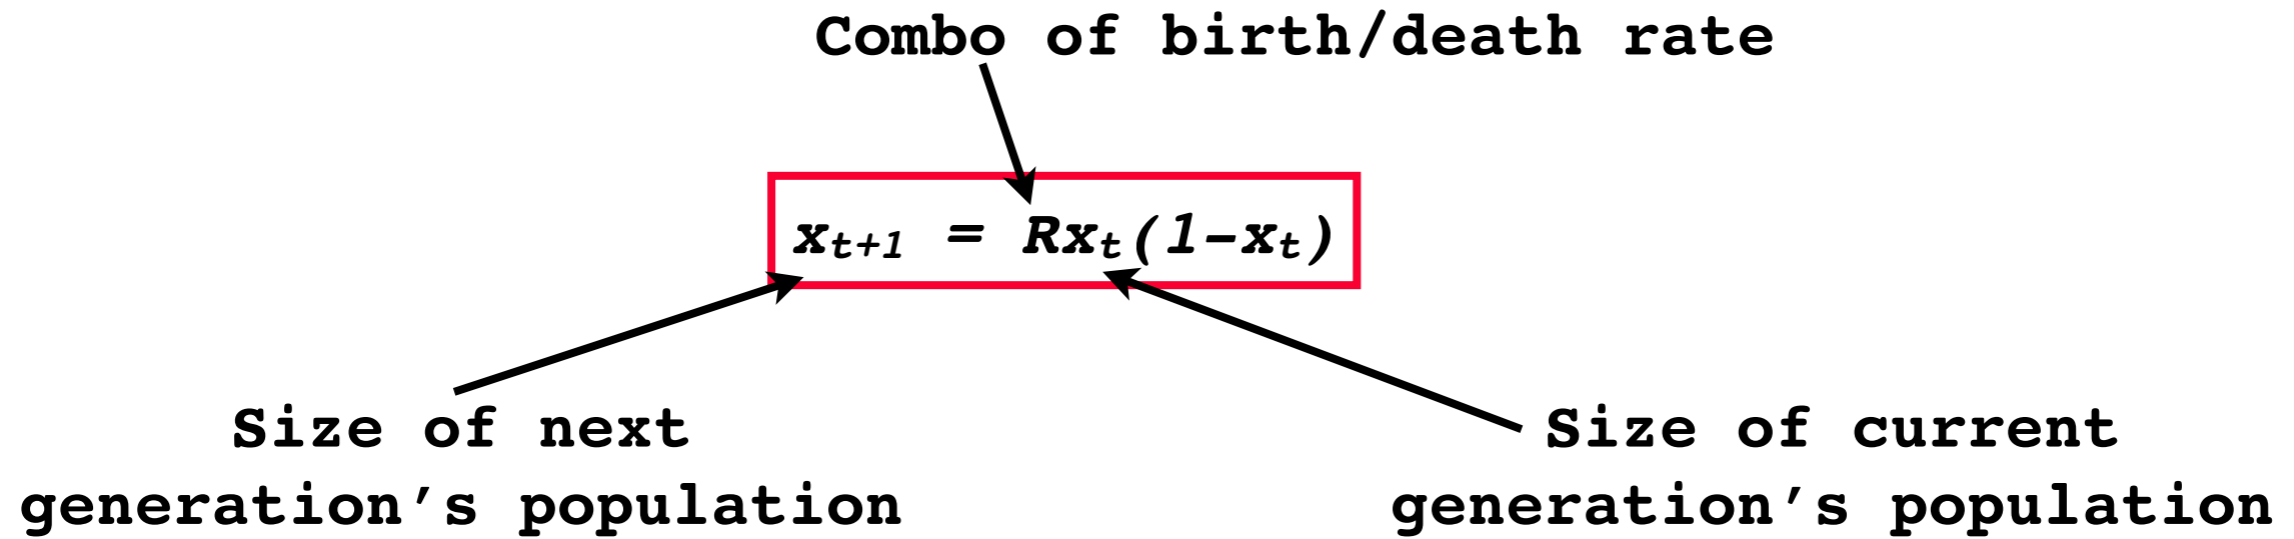 Combo of birth/death rate
xₜ₊₁ = Rxₜ(1-xₜ)
Size of next
generation’s population
Size of current
generation’s population